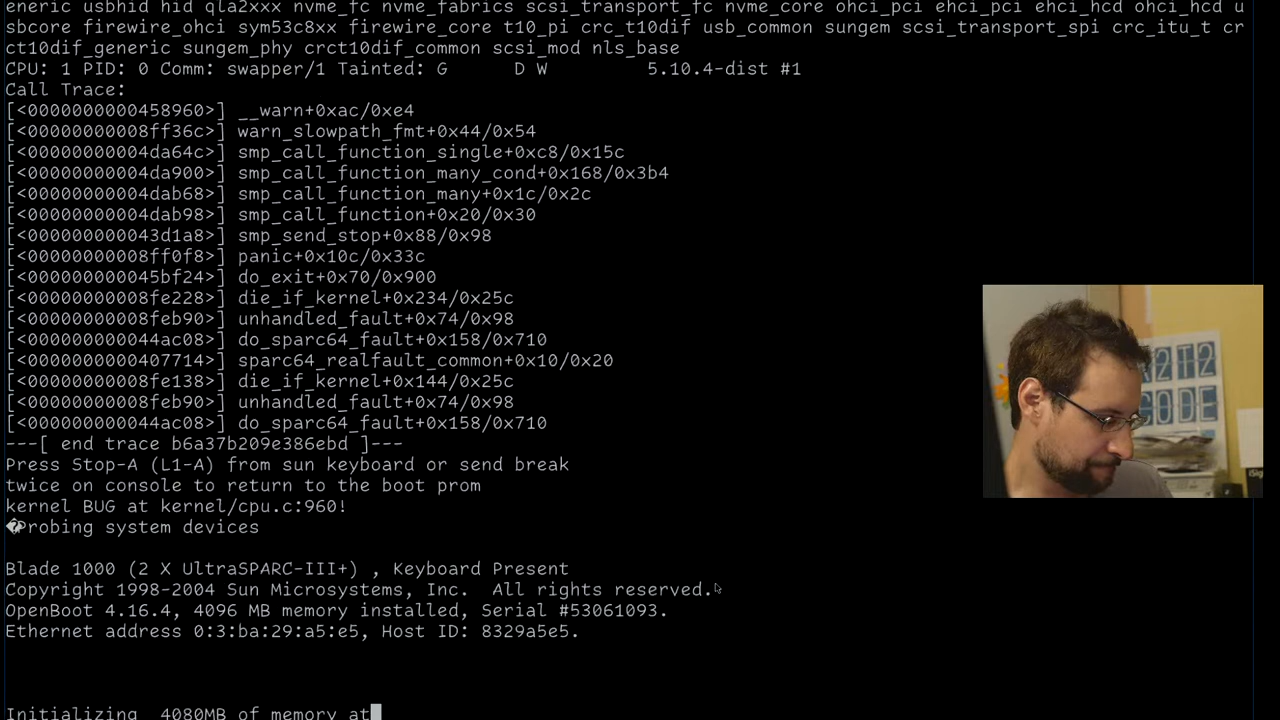 eneric usbhid hid qla2xxx nvme_fc nvme_fabrics scsi_transport_fc nvme_core ohci_pci ehci_pci ehci_hcd ohci_hcd u
sbcore firewire_ohci sym53c8xx firewire_core t10_pi crc_t10dif usb_common sungem scsi_transport_spi crc_itu_t cr
ct10dif_generic sungem_phy crct10dif_common scsi_mod nls_base
CPU: 1 PID: 0 Comm: swapper/1 Tainted: G      D W         5.10.4-dist #1
Call Trace:
[<0000000000458960>] __warn+0xac/0xe4
[<00000000008ff36c>] warn_slowpath_fmt+0x44/0x54
[<00000000004da64c>] smp_call_function_single+0xc8/0x15c
[<00000000004da900>] smp_call_function_many_cond+0x168/0x3b4
[<00000000004dab68>] smp_call_function_many+0x1c/0x2c
[<00000000004dab98>] smp_call_function+0x20/0x30
[<000000000043d1a8>] smp_send_stop+0x88/0x98
[<00000000008ff0f8>] panic+0x10c/0x33c
[<000000000045bf24>] do_exit+0x70/0x900
[<00000000008fe228>] die_if_kernel+0x234/0x25c
[<00000000008feb90>] unhandled_fault+0x74/0x98
[<000000000044ac08>] do_sparc64_fault+0x158/0x710
[<0000000000407714>] sparc64_realfault_common+0x10/0x20
[<00000000008fe138>] die_if_kernel+0x144/0x25c
[<00000000008feb90>] unhandled_fault+0x74/0x98
[<000000000044ac08>] do_sparc64_fault+0x158/0x710
---[ end trace b6a37b209e386ebd ]---
Press Stop-A (L1-A) from sun keyboard or send break
twice on console to return to the boot prom
kernel BUG at kernel/cpu.c:960!
�Probing system devices
Blade 1000 (2 X UltraSPARC-III+) , Keyboard Present
Copyright 1998-2004 Sun Microsystems, Inc.  All rights reserved.
OpenBoot 4.16.4, 4096 MB memory installed, Serial #53061093.
Ethernet address 0:3:ba:29:a5:e5, Host ID: 8329a5e5.
Initializing  4080MB of memory at
R2T2
CODE